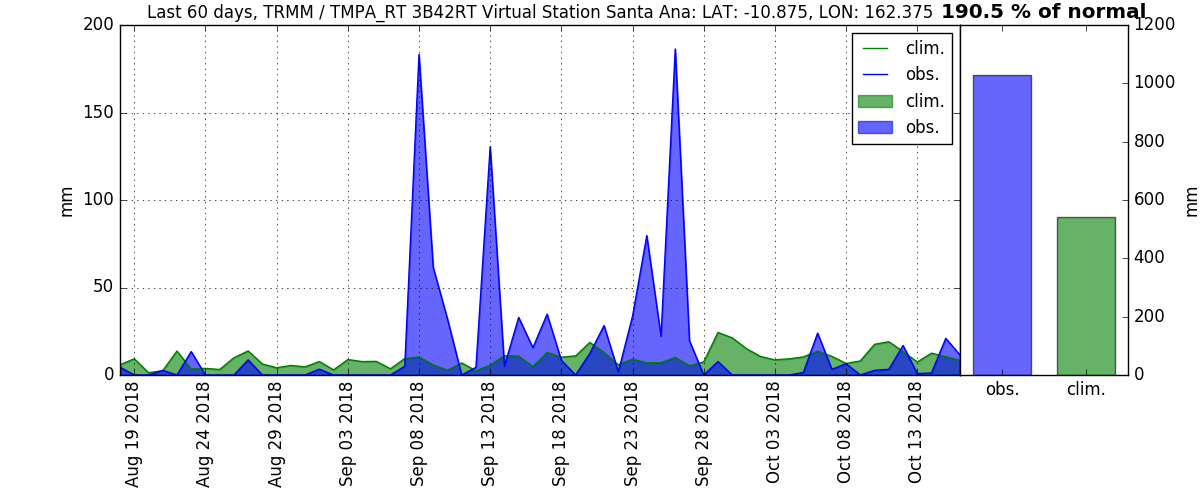 Last 60 days, TRMM / TMPA_RT 3B42RT Virtual Station Santa Ana: LAT: -10.875, LON: 162.375 190.5 % of normal
200
150
100
50
0
mm
clim.
obs.
clim.
obs.
1200
1000
800
600
400
200
0
mm
obs.
clim.
Aug 19 2018
Aug 24 2018
Aug 29 2018
Sep 03 2018
Sep 08 2018
Sep 13 2018
Sep 18 2018
Sep 23 2018
Sep 28 2018
Oct 03 2018
Oct 08 2018
Oct 13 2018